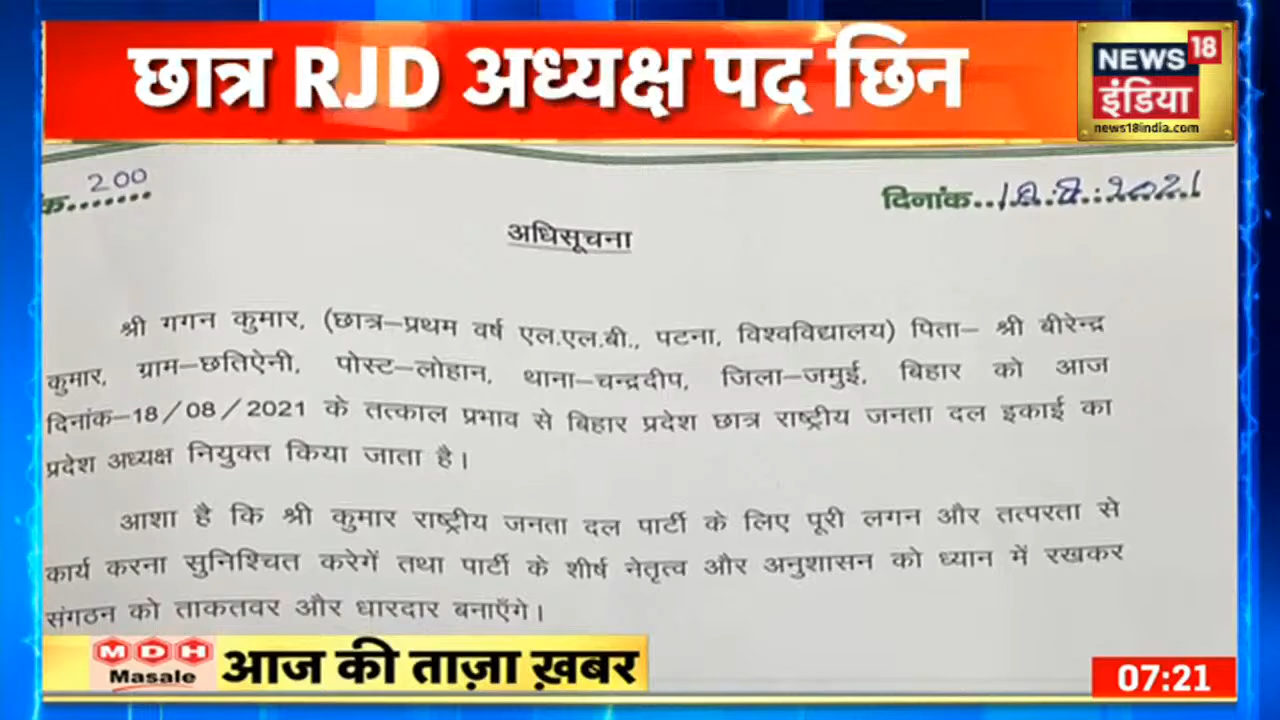 छात्र RJD अध्यक्ष पद छिन
NEWS 18
इंडिया
news18india.com
क....... 200
दिनांक.. 2021
अधिसूचना
श्री गगन कुमार, (छात्र–प्रथम वर्ष एल.एल.बी., पटना, विश्वविद्यालय) पिता– श्री बीरेन्द्र
कुमार, ग्राम–छतिऐनी, पोस्ट–लोहान, थाना–चन्द्रदीप, जिला–जमुई, बिहार को आज
दिनांक–18/08/2021 के तत्काल प्रभाव से बिहार प्रदेश छात्र राष्ट्रीय जनता दल इकाई का
प्रदेश अध्यक्ष नियुक्त किया जाता है।
आशा है कि श्री कुमार राष्ट्रीय जनता दल पार्टी के लिए पूरी लगन और तत्परता से
कार्य करना सुनिश्चित करेगें तथा पार्टी के शीर्ष नेतृत्व और अनुशासन को ध्यान में रखकर
संगठन को ताकतवर और धारदार बनाएँगे।
MDH
Masale
आज की ताज़ा ख़बर
07:21